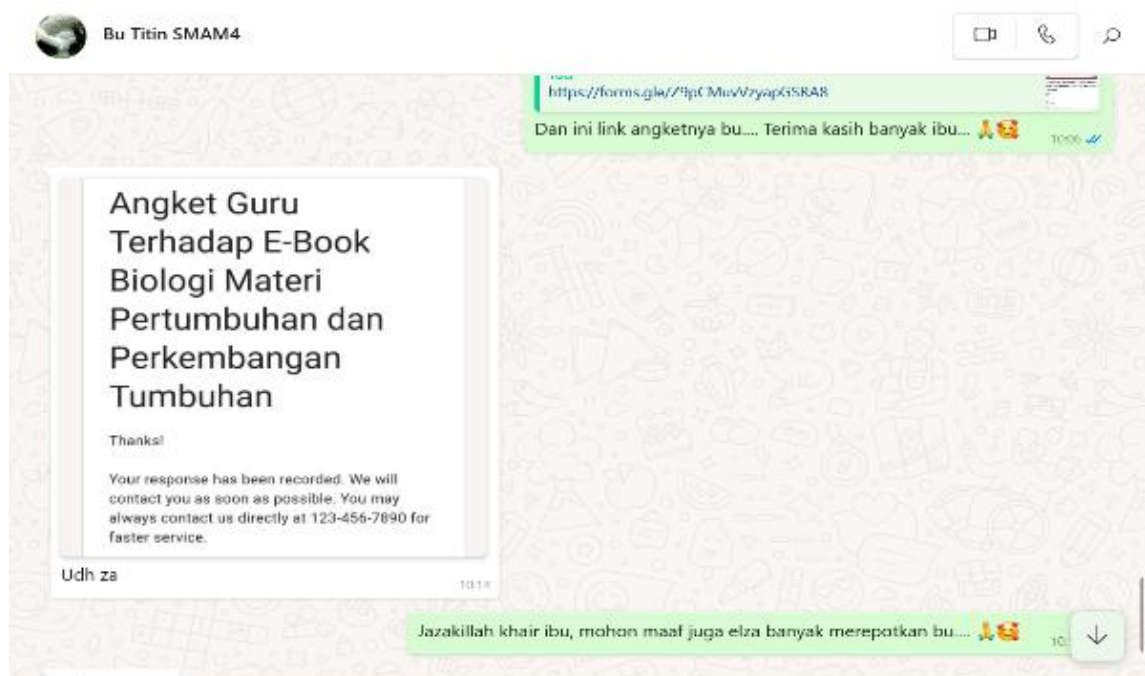 Bu Titin SMAM4
Dan ini link angketnya bu.... Terima kasih banyak ibu... 🙏🥰
10:06
Angket Guru
Terhadap E-Book
Biologi Materi
Pertumbuhan dan
Perkembangan
Tumbuhan
Thanks!
Your response has been recorded. We will
contact you as soon as possible. You may
always contact us directly at 123-456-7890 for
faster service.
Udh za
10:14
Jazakillah khair ibu, mohon maaf juga elza banyak merepotkan bu.... 🙏🥰